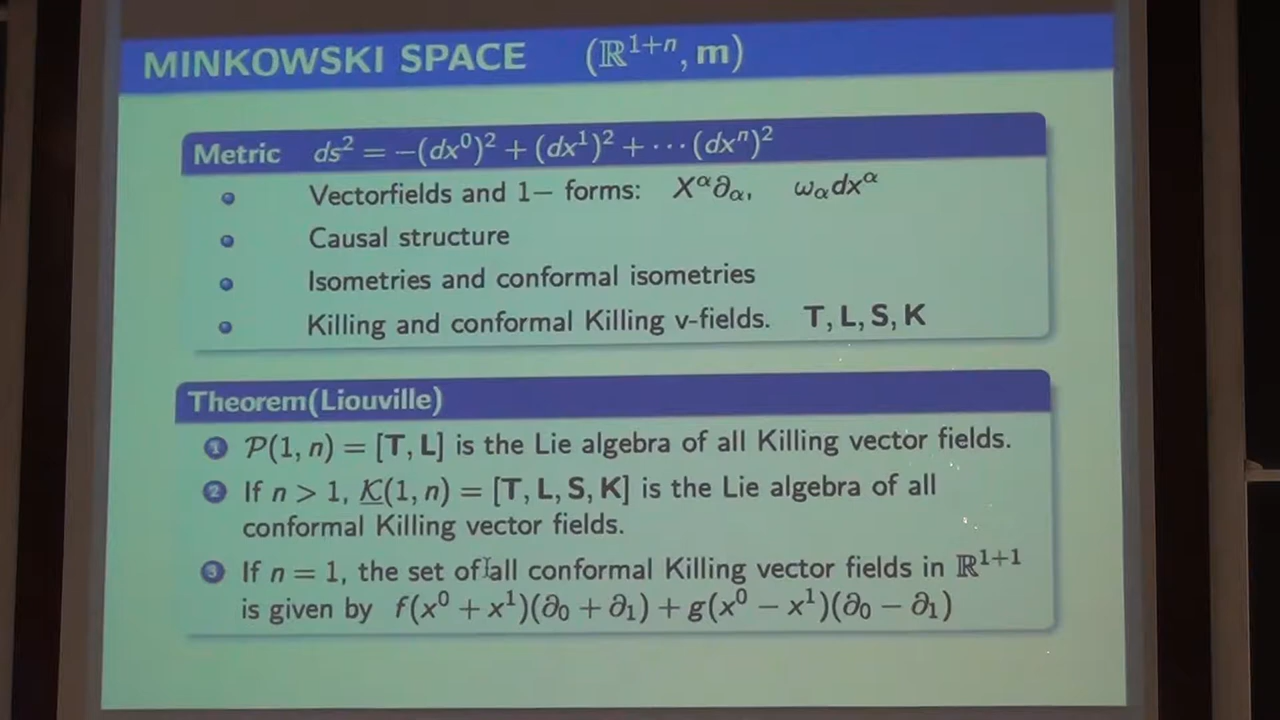 MINKOWSKI SPACE (ℝ¹⁺ⁿ, m)
Metric ds² = −(dx⁰)² + (dx¹)² + ⋯ (dxⁿ)²
Vectorfields and 1− forms: X^α∂_α, ω_αdx^α
Causal structure
Isometries and conformal isometries
Killing and conformal Killing v-fields. T, L, S, K
Theorem(Liouville)
1 𝒫(1, n) = [T, L] is the Lie algebra of all Killing vector fields.
2 If n > 1, 𝒦(1, n) = [T, L, S, K] is the Lie algebra of all
conformal Killing vector fields.
3 If n = 1, the set of all conformal Killing vector fields in ℝ¹⁺¹
is given by f(x⁰ + x¹)(∂₀ + ∂₁) + g(x⁰ − x¹)(∂₀ − ∂₁)